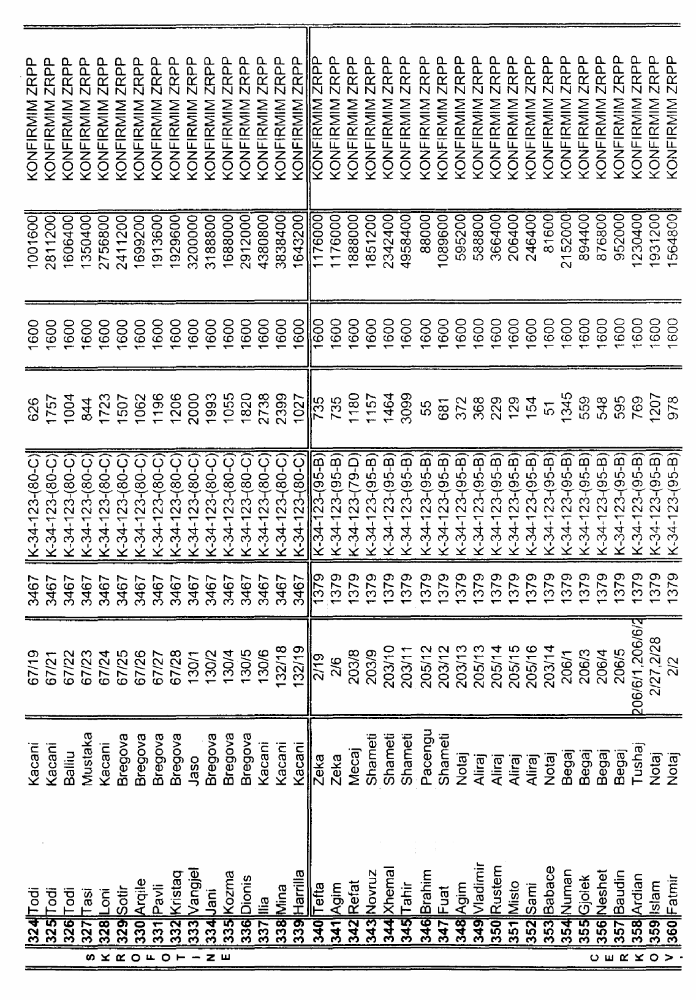 324 Todi Kacani 67/19 3467 K-34-123-(80-C) 626 1600 1001600 KONFIRMIM ZRPP
325 Todi Kacani 67/21 3467 K-34-123-(80-C) 1757 1600 2811200 KONFIRMIM ZRPP
326 Todi Balliu 67/22 3467 K-34-123-(80-C) 1004 1600 1606400 KONFIRMIM ZRPP
327 Tasi Mustaka 67/23 3467 K-34-123-(80-C) 844 1600 1350400 KONFIRMIM ZRPP
328 Loni Kacani 67/24 3467 K-34-123-(80-C) 1723 1600 2756800 KONFIRMIM ZRPP
329 Sotir Bregova 67/25 3467 K-34-123-(80-C) 1507 1600 2411200 KONFIRMIM ZRPP
330 Arqile Bregova 67/26 3467 K-34-123-(80-C) 1062 1600 1699200 KONFIRMIM ZRPP
331 Pavli Bregova 67/27 3467 K-34-123-(80-C) 1196 1600 1913600 KONFIRMIM ZRPP
332 Kristaq Bregova 67/28 3467 K-34-123-(80-C) 1206 1600 1929600 KONFIRMIM ZRPP
333 Vangjel Jaso 130/1 3467 K-34-123-(80-C) 2000 1600 3200000 KONFIRMIM ZRPP
334 Jani Bregova 130/2 3467 K-34-123-(80-C) 1993 1600 3188800 KONFIRMIM ZRPP
335 Kozma Bregova 130/4 3467 K-34-123-(80-C) 1055 1600 1688000 KONFIRMIM ZRPP
336 Dionis Bregova 130/5 3467 K-34-123-(80-C) 1820 1600 2912000 KONFIRMIM ZRPP
337 Ilia Kacani 130/6 3467 K-34-123-(80-C) 2738 1600 4380800 KONFIRMIM ZRPP
338 Mina Kacani 132/18 3467 K-34-123-(80-C) 2399 1600 3838400 KONFIRMIM ZRPP
339 Harrilla Kacani 132/19 3467 K-34-123-(80-C) 1027 1600 1643200 KONFIRMIM ZRPP
SKROFOTINE
340 Tefta Zeka 2/19 1379 K-34-123-(95-B) 735 1600 1176000 KONFIRMIM ZRPP
341 Agim Zeka 2/6 1379 K-34-123-(95-B) 735 1600 1176000 KONFIRMIM ZRPP
342 Refat Mecaj 203/8 1379 K-34-123-(79-D) 1180 1600 1888000 KONFIRMIM ZRPP
343 Novruz Shameti 203/9 1379 K-34-123-(95-B) 1157 1600 1851200 KONFIRMIM ZRPP
344 Xhemal Shameti 203/10 1379 K-34-123-(95-B) 1464 1600 2342400 KONFIRMIM ZRPP
345 Tahir Shameti 203/11 1379 K-34-123-(95-B) 3099 1600 4958400 KONFIRMIM ZRPP
346 Brahim Pacengu 205/12 1379 K-34-123-(95-B) 55 1600 88000 KONFIRMIM ZRPP
347 Fuat Shameti 203/12 1379 K-34-123-(95-B) 681 1600 1089600 KONFIRMIM ZRPP
348 Agim Notaj 203/13 1379 K-34-123-(95-B) 372 1600 595200 KONFIRMIM ZRPP
349 Vladimir Aliraj 205/13 1379 K-34-123-(95-B) 368 1600 588800 KONFIRMIM ZRPP
350 Rustem Aliraj 205/14 1379 K-34-123-(95-B) 229 1600 366400 KONFIRMIM ZRPP
351 Misto Aliraj 205/15 1379 K-34-123-(95-B) 129 1600 206400 KONFIRMIM ZRPP
352 Sami Aliraj 205/16 1379 K-34-123-(95-B) 154 1600 246400 KONFIRMIM ZRPP
353 Babace Notaj 203/14 1379 K-34-123-(95-B) 51 1600 81600 KONFIRMIM ZRPP
354 Numan Begaj 206/1 1379 K-34-123-(95-B) 1345 1600 2152000 KONFIRMIM ZRPP
355 Gjolek Begaj 206/3 1379 K-34-123-(95-B) 559 1600 894400 KONFIRMIM ZRPP
356 Neshet Begaj 206/4 1379 K-34-123-(95-B) 548 1600 876800 KONFIRMIM ZRPP
357 Baudin Begaj 206/5 1379 K-34-123-(95-B) 595 1600 952000 KONFIRMIM ZRPP
358 Ardian Tushaj 206/6/1,206/6/2 1379 K-34-123-(95-B) 769 1600 1230400 KONFIRMIM ZRPP
359 Islam Notaj 2/27,2/28 1379 K-34-123-(95-B) 1207 1600 1931200 KONFIRMIM ZRPP
360 Fatmir Notaj 2/2 1379 K-34-123-(95-B) 978 1600 1564800 KONFIRMIM ZRPP
CERKOV